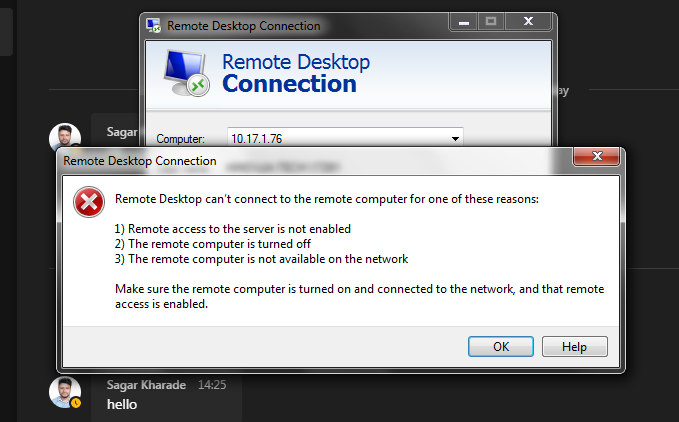 Remote Desktop Connection
Remote Desktop
Connection
ay
Sagar
Computer: 10.17.1.76
Remote Desktop Connection
Remote Desktop can't connect to the remote computer for one of these reasons:
1) Remote access to the server is not enabled
2) The remote computer is turned off
3) The remote computer is not available on the network
Make sure the remote computer is turned on and connected to the network, and that remote
access is enabled.
OK Help
Sagar Kharade 14:25
hello